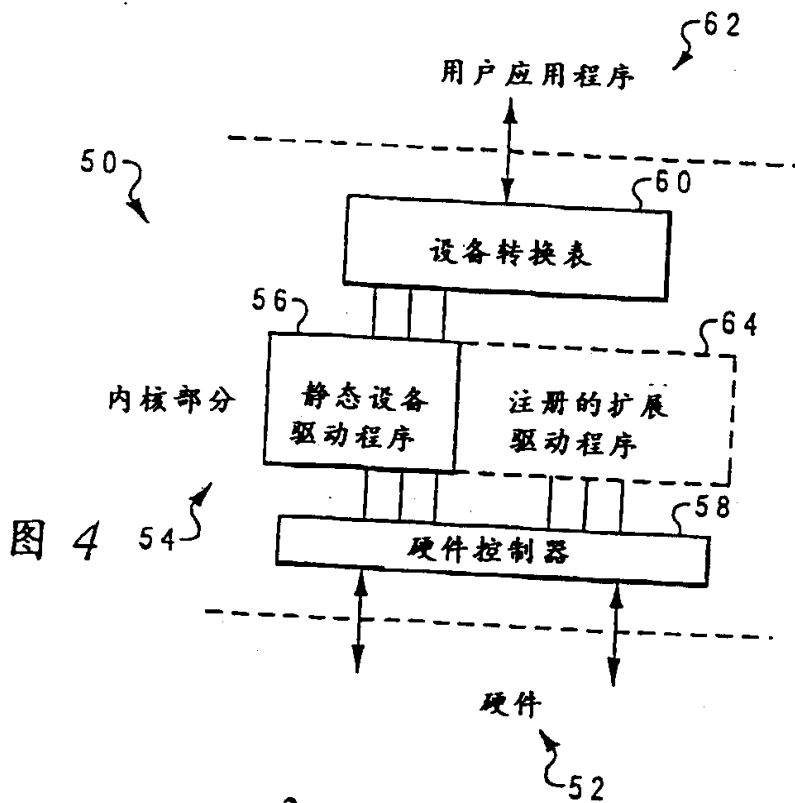 62
用户应用程序
50
60
设备转换表
56
64
内核部分
静态设备
驱动程序
注册的扩展
驱动程序
58
图 4
54
硬件控制器
硬件
52